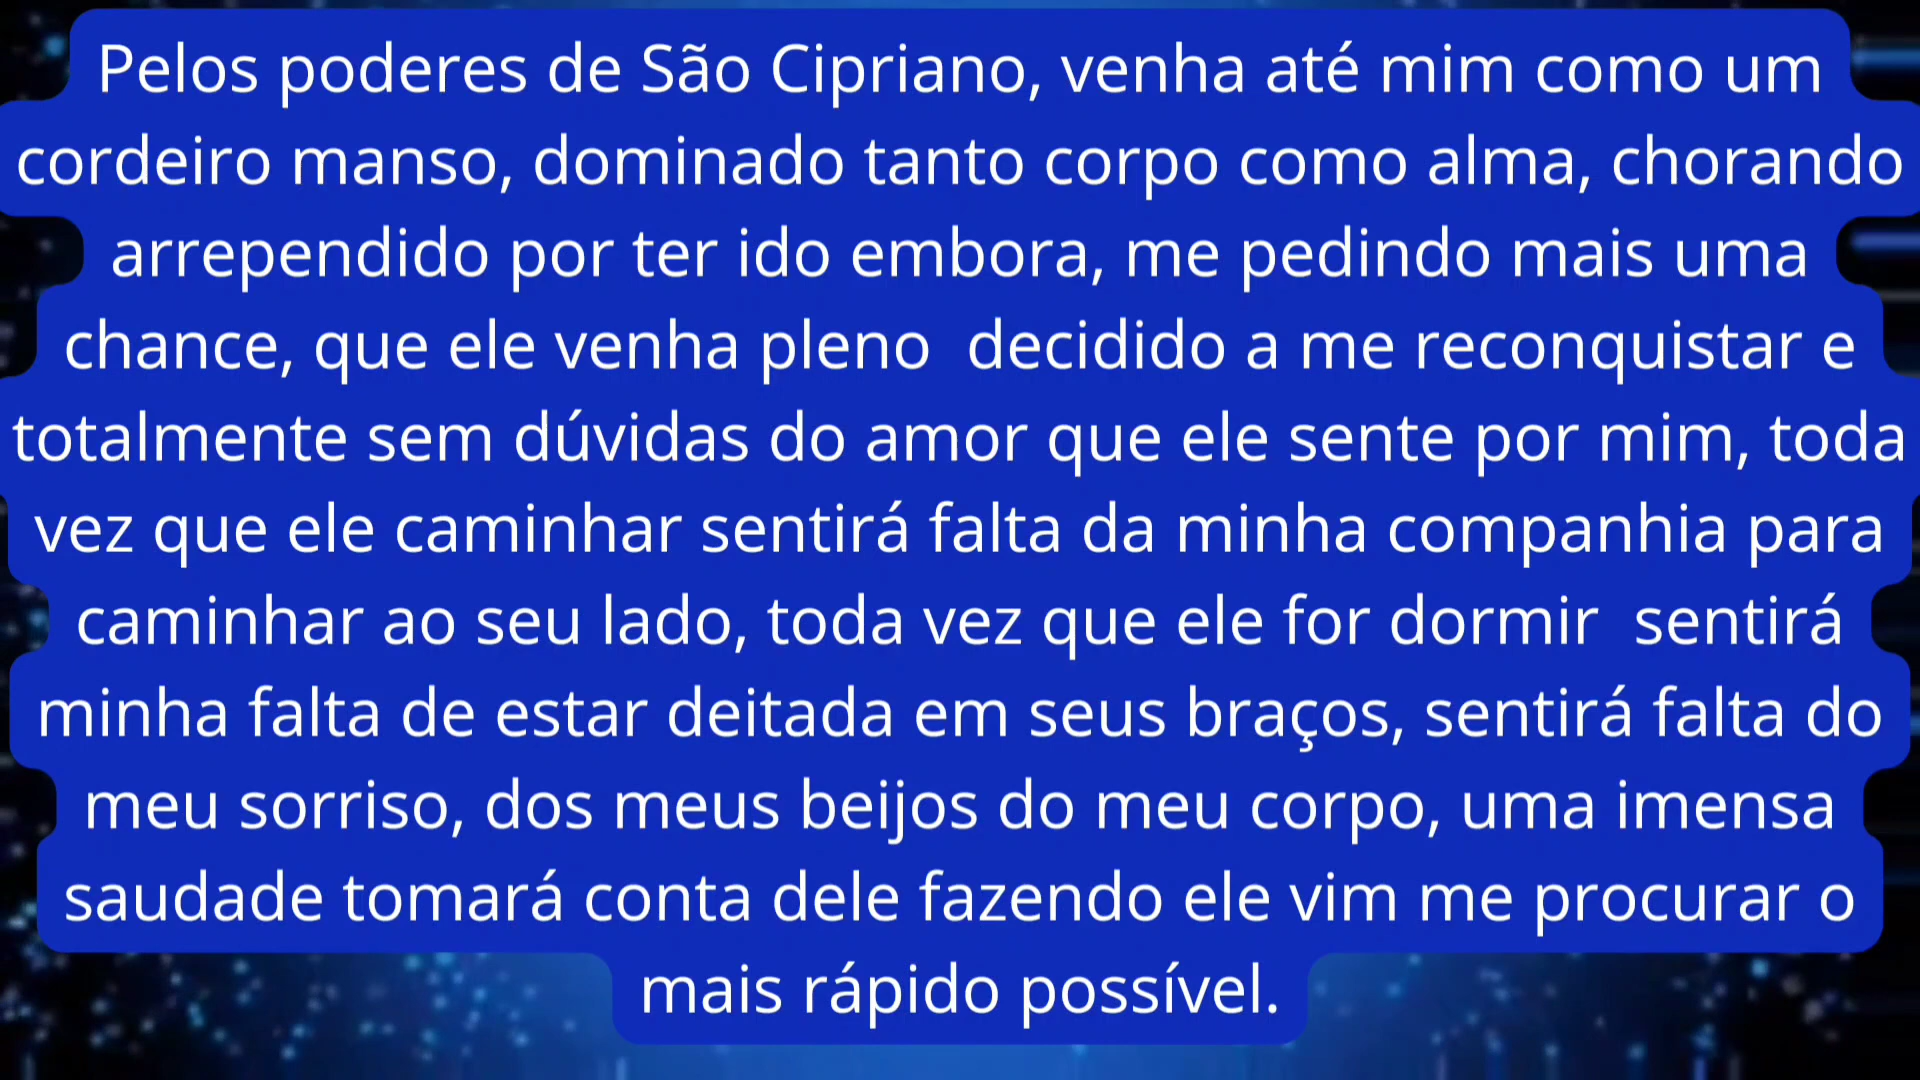 Pelos poderes de São Cipriano, venha até mim como um
cordeiro manso, dominado tanto corpo como alma, chorando
arrependido por ter ido embora, me pedindo mais uma
chance, que ele venha pleno  decidido a me reconquistar e
totalmente sem dúvidas do amor que ele sente por mim, toda
vez que ele caminhar sentirá falta da minha companhia para
caminhar ao seu lado, toda vez que ele for dormir  sentirá
minha falta de estar deitada em seus braços, sentirá falta do
meu sorriso, dos meus beijos do meu corpo, uma imensa
saudade tomará conta dele fazendo ele vim me procurar o
mais rápido possível.